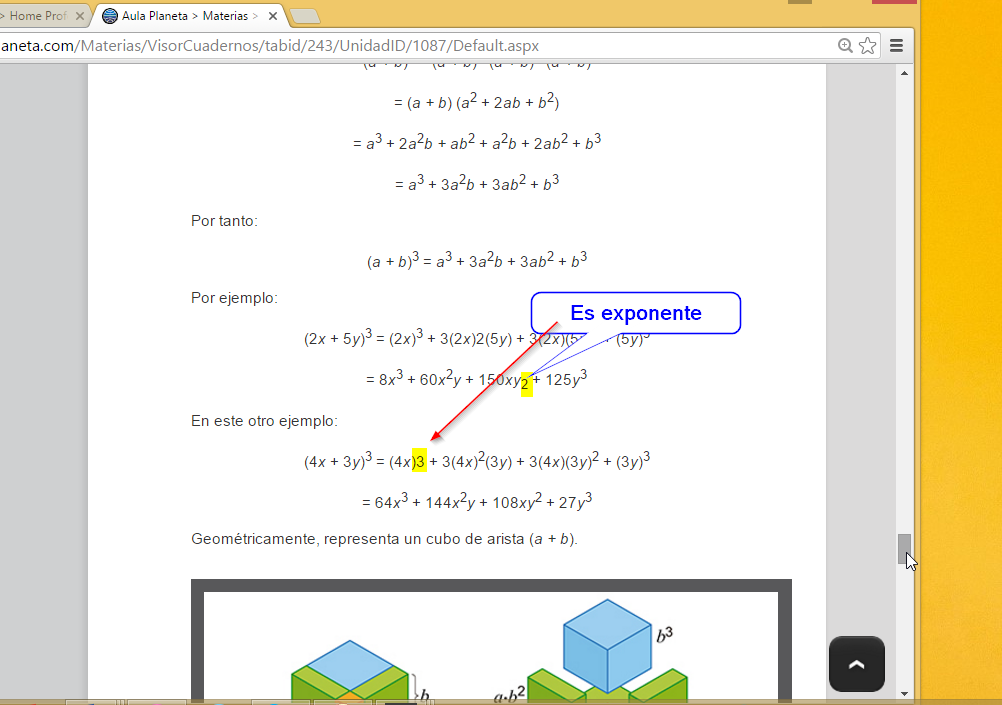 > Home Prof
Aula Planeta > Materias >
aneta.com/Materias/VisorCuadernos/tabid/243/UnidadID/1087/Default.aspx
= (a + b) (a² + 2ab + b²)
= a³ + 2a²b + ab² + a²b + 2ab² + b³
= a³ + 3a²b + 3ab² + b³
Por tanto:
(a + b)³ = a³ + 3a²b + 3ab² + b³
Por ejemplo:
Es exponente
(2x + 5y)³ = (2x)³ + 3(2x)2(5y) + 3(2x)(5 (5y)³
= 8x³ + 60x²y + 150xy₂ + 125y³
En este otro ejemplo:
(4x + 3y)³ = (4x)3 + 3(4x)²(3y) + 3(4x)(3y)² + (3y)³
= 64x³ + 144x²y + 108xy² + 27y³
Geométricamente, representa un cubo de arista (a + b).
b³
b
a·b²